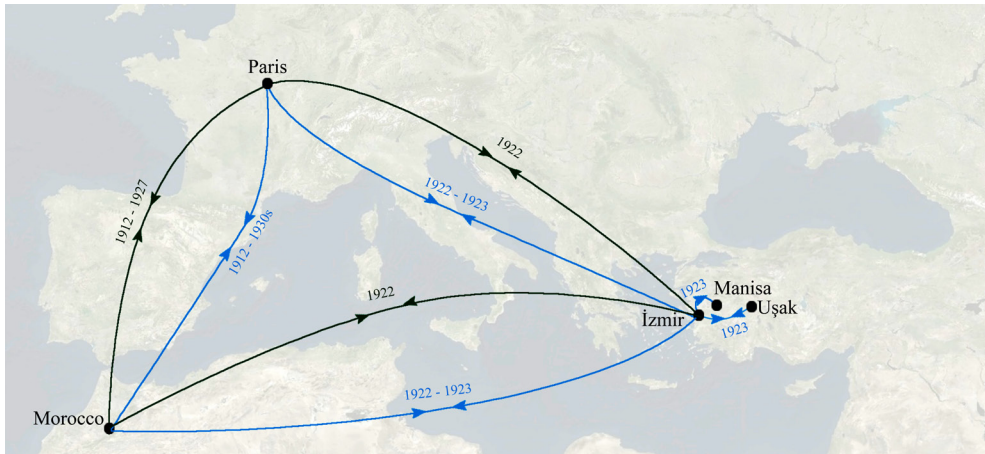 Paris
1922
1922 - 1923
1912 - 1927
1912 - 1930s
1922
1923
Manisa
Uşak
İzmir
1923
1922 - 1923
Morocco